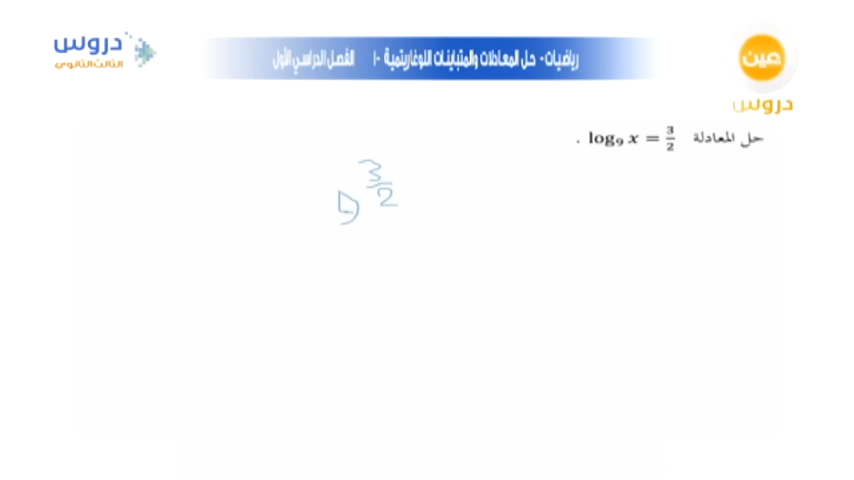 دروس
الثالث الثانوي
رياضيات - حل المعادلات والمتباينات اللوغاريتمية -١ الفصل الدراسي الأول
عين
دروس
حل المعادلة log₉ x = 3/2 .
9^(3/2)